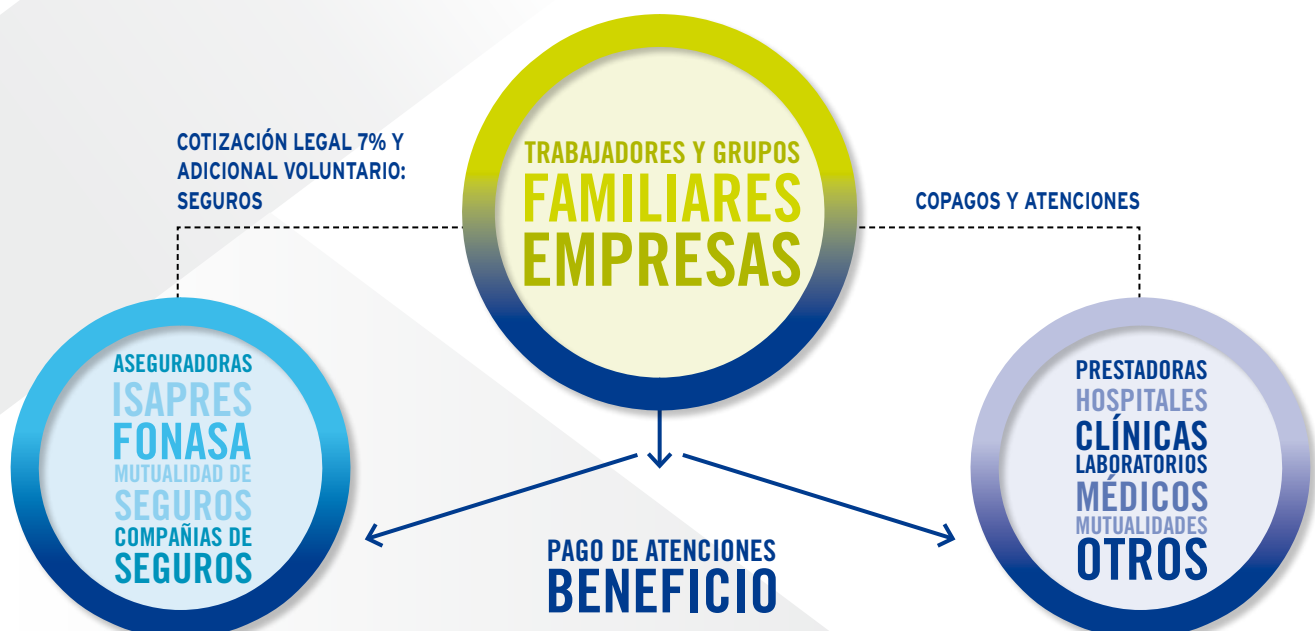 COTIZACIÓN LEGAL 7% Y
ADICIONAL VOLUNTARIO:
SEGUROS
TRABAJADORES Y GRUPOS
FAMILIARES
EMPRESAS
COPAGOS Y ATENCIONES
ASEGURADORAS
ISAPRES
FONASA
MUTUALIDAD DE
SEGUROS
COMPAÑIAS DE
SEGUROS
PRESTADORAS
HOSPITALES
CLÍNICAS
LABORATORIOS
MÉDICOS
MUTUALIDADES
OTROS
PAGO DE ATENCIONES
BENEFICIO